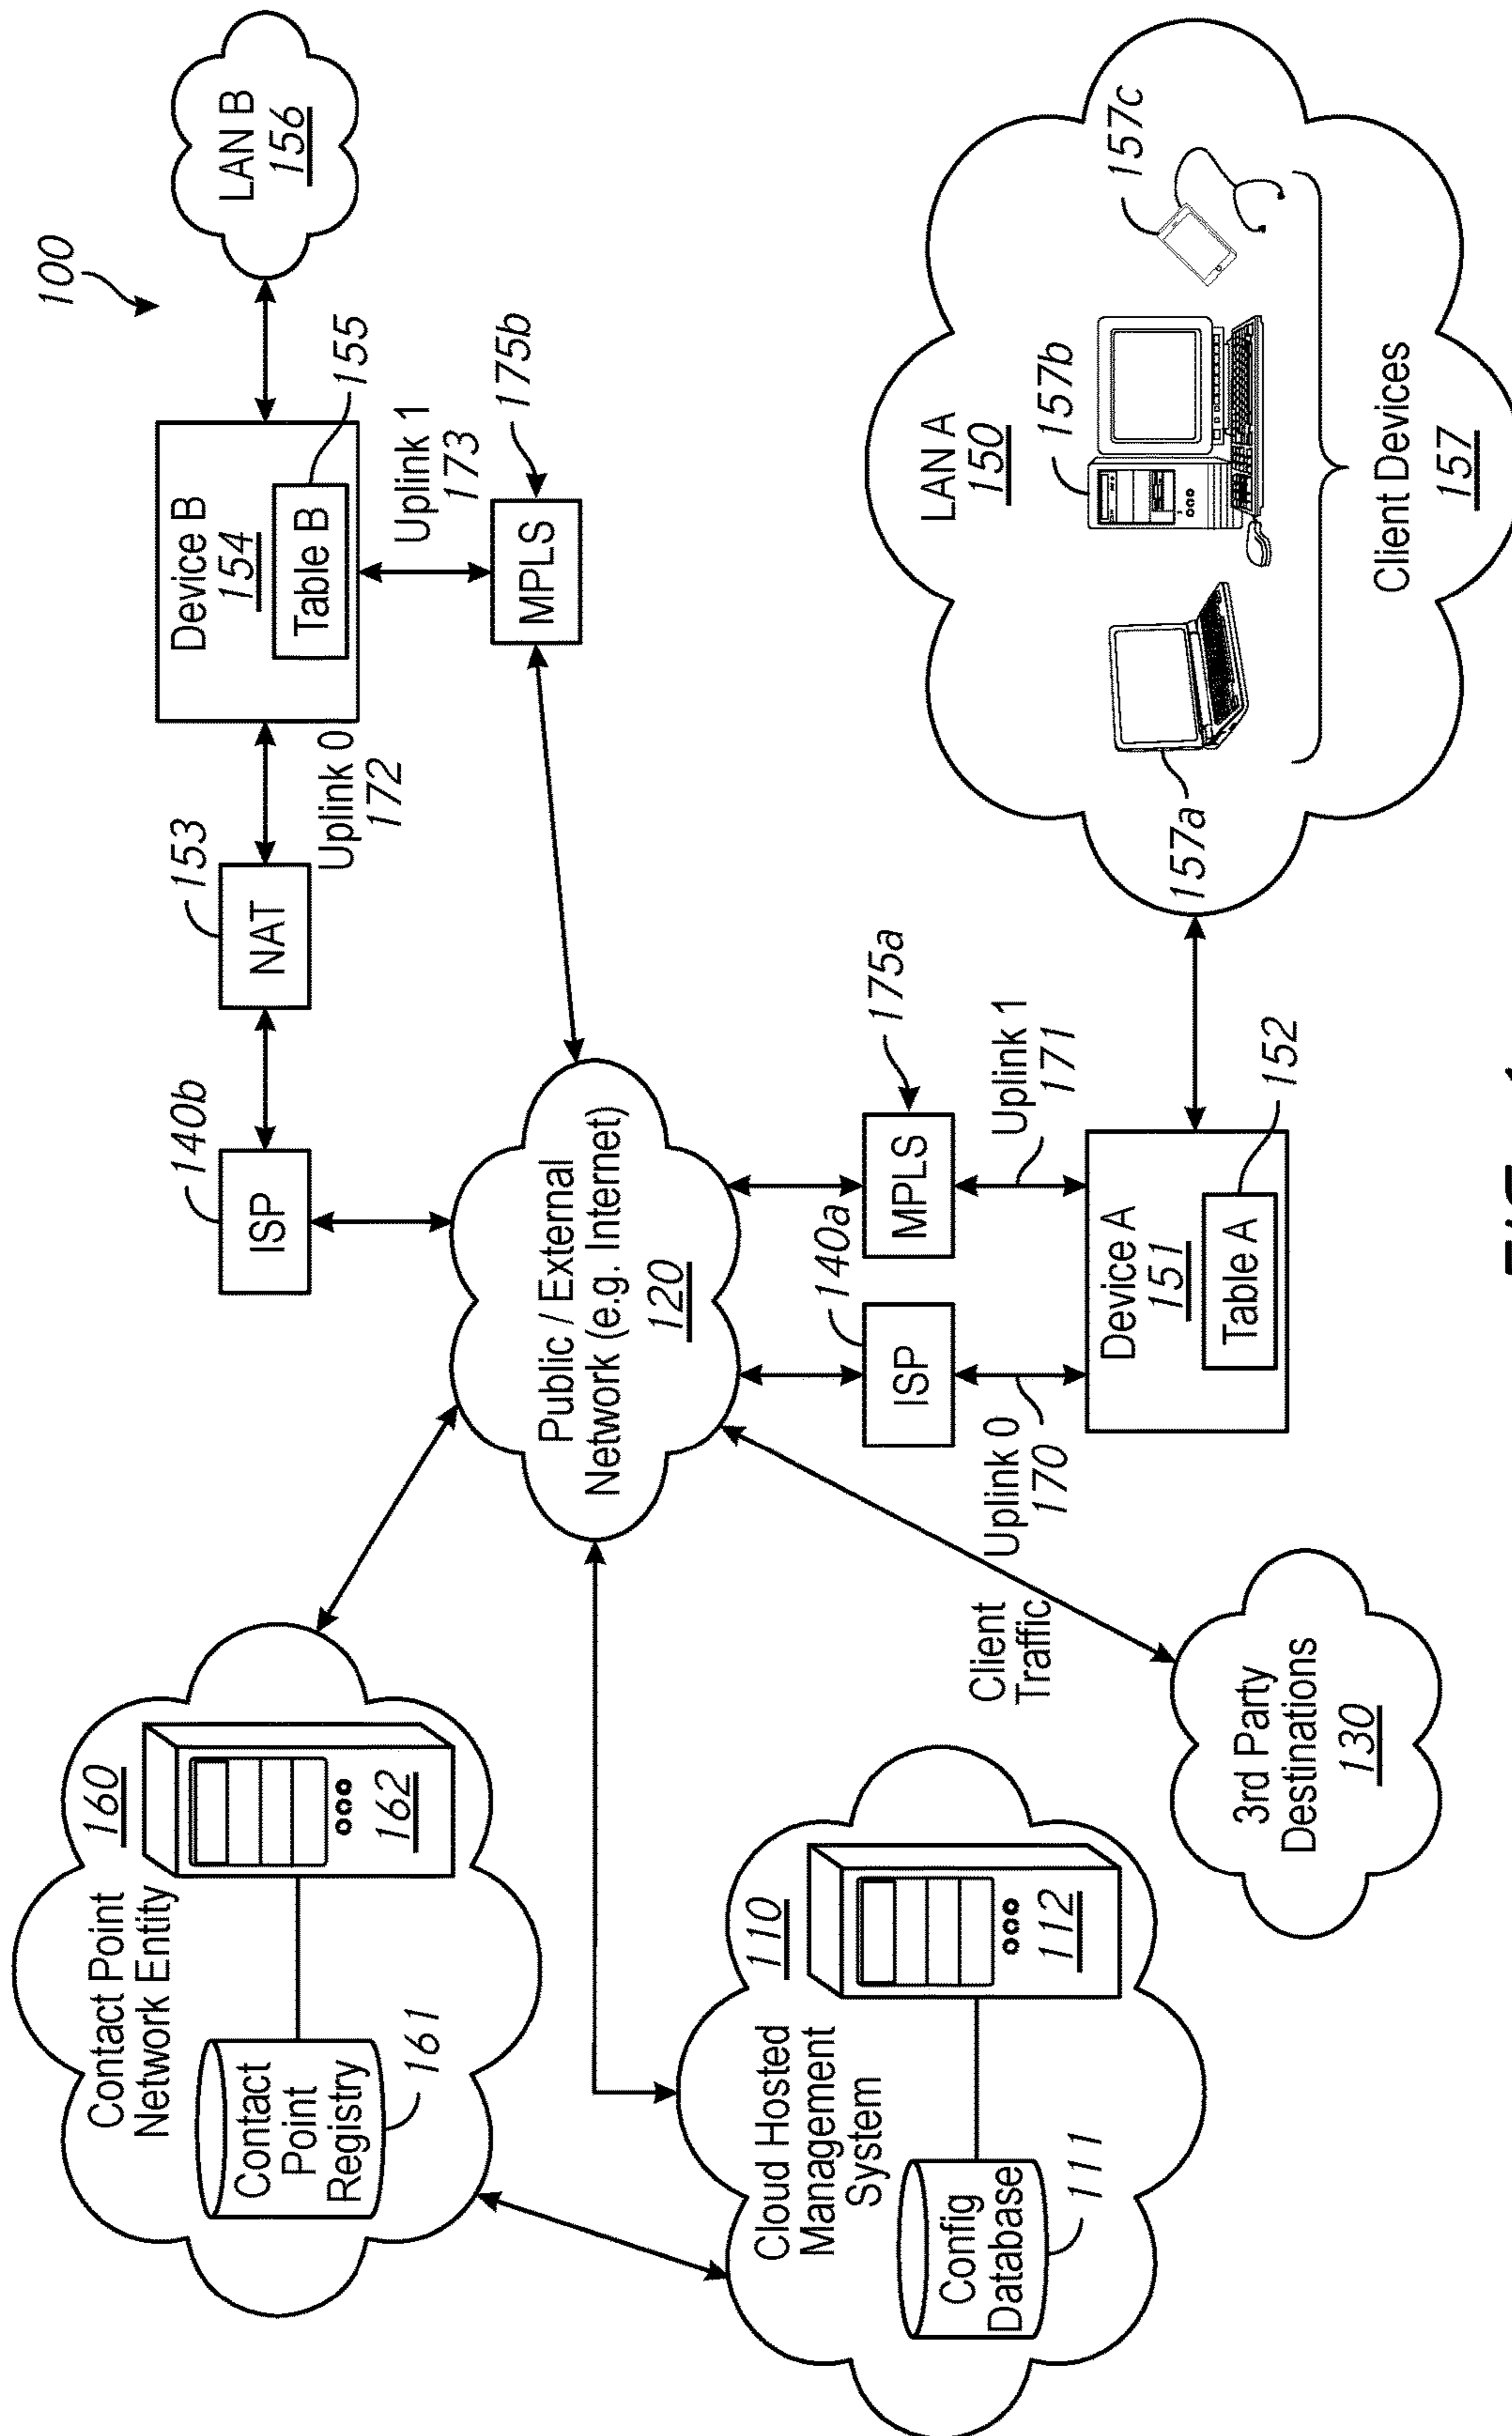 100
Contact Point
Network Entity
160
Contact
Point
Registry
161
162
Cloud Hosted
Management
System
110
Config
Database
111
112
3rd Party
Destinations
130
Client
Traffic
Public / External
Network (e.g. Internet)
120
ISP
140b
NAT
153
Uplink 0
172
Device B
154
Table B
155
LAN B
156
Uplink 1
173
MPLS
175b
ISP
140a
MPLS
175a
Uplink 0
170
Uplink 1
171
Device A
151
Table A
152
LAN A
150
157a
157b
157c
Client Devices
157